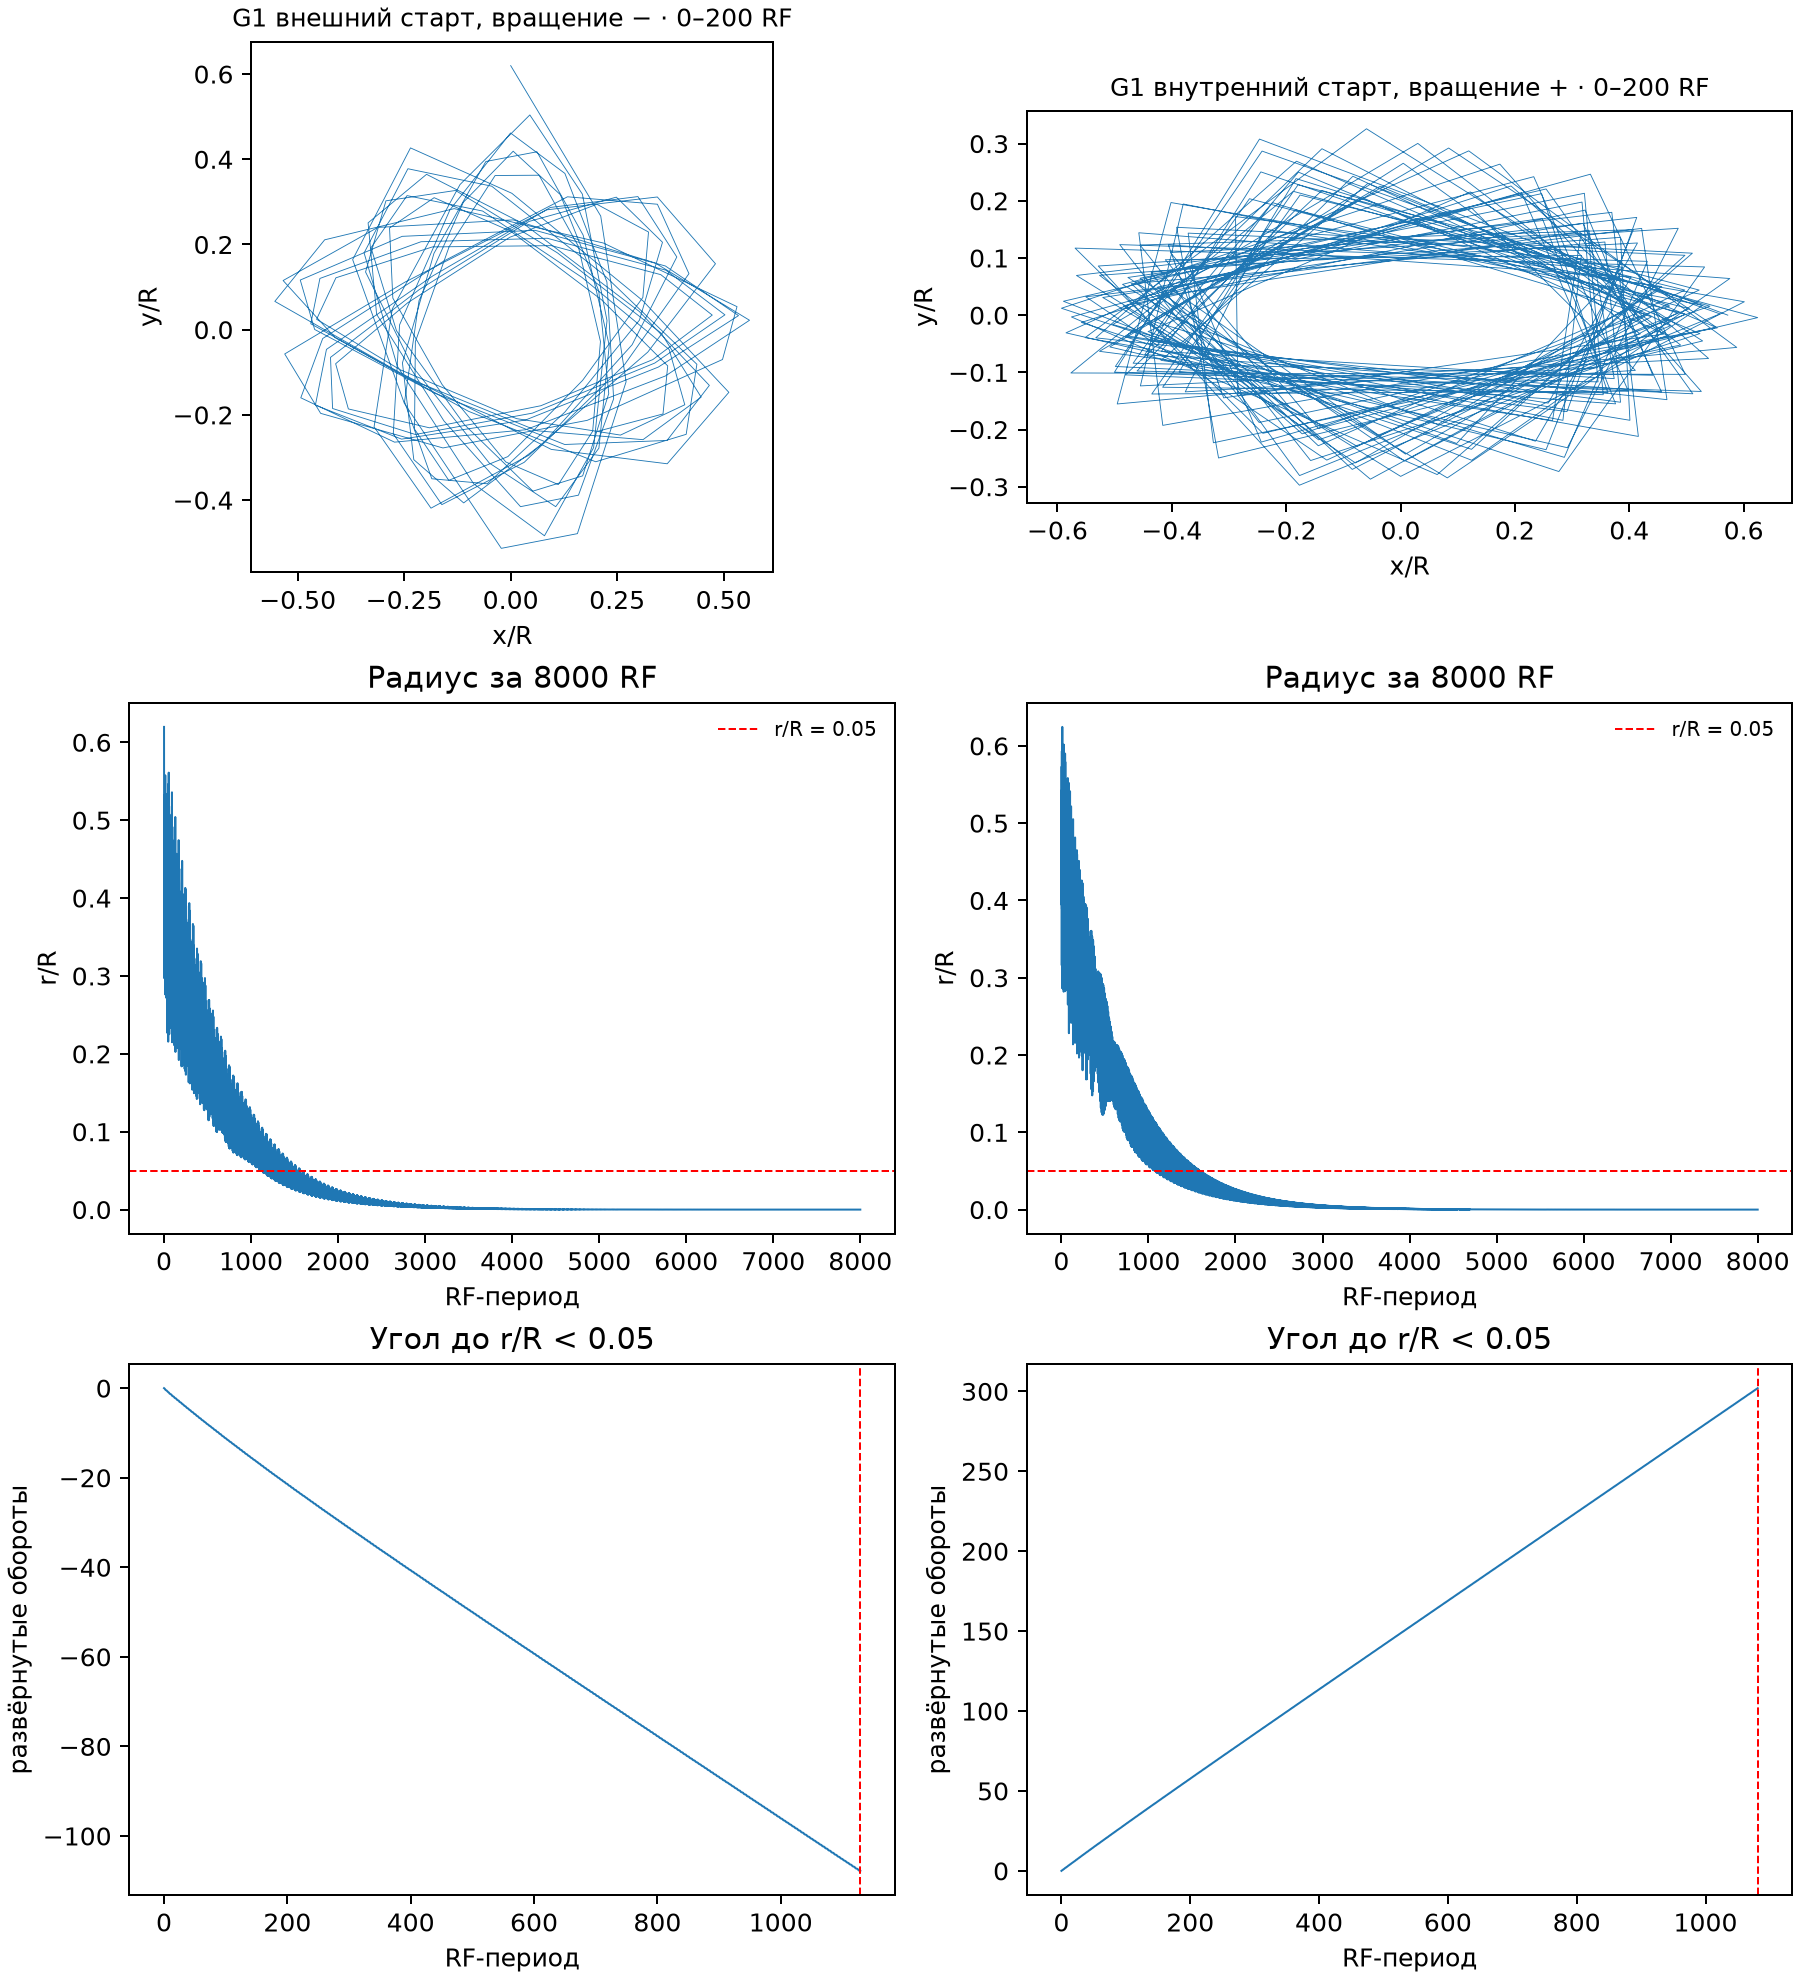 G1 внешний старт, вращение − · 0–200 RF
0.6
0.4
0.2
0.0
−0.2
−0.4
y/R
−0.50 −0.25 0.00 0.25 0.50
x/R
G1 внутренний старт, вращение + · 0–200 RF
0.3
0.2
0.1
0.0
−0.1
−0.2
−0.3
y/R
−0.6 −0.4 −0.2 0.0 0.2 0.4 0.6
x/R
Радиус за 8000 RF
r/R = 0.05
0.6
0.5
0.4
0.3
0.2
0.1
0.0
r/R
0 1000 2000 3000 4000 5000 6000 7000 8000
RF-период
Радиус за 8000 RF
r/R = 0.05
0.6
0.5
0.4
0.3
0.2
0.1
0.0
r/R
0 1000 2000 3000 4000 5000 6000 7000 8000
RF-период
Угол до r/R < 0.05
0
−20
−40
−60
−80
−100
развёрнутые обороты
0 200 400 600 800 1000
RF-период
Угол до r/R < 0.05
300
250
200
150
100
50
0
развёрнутые обороты
0 200 400 600 800 1000
RF-период